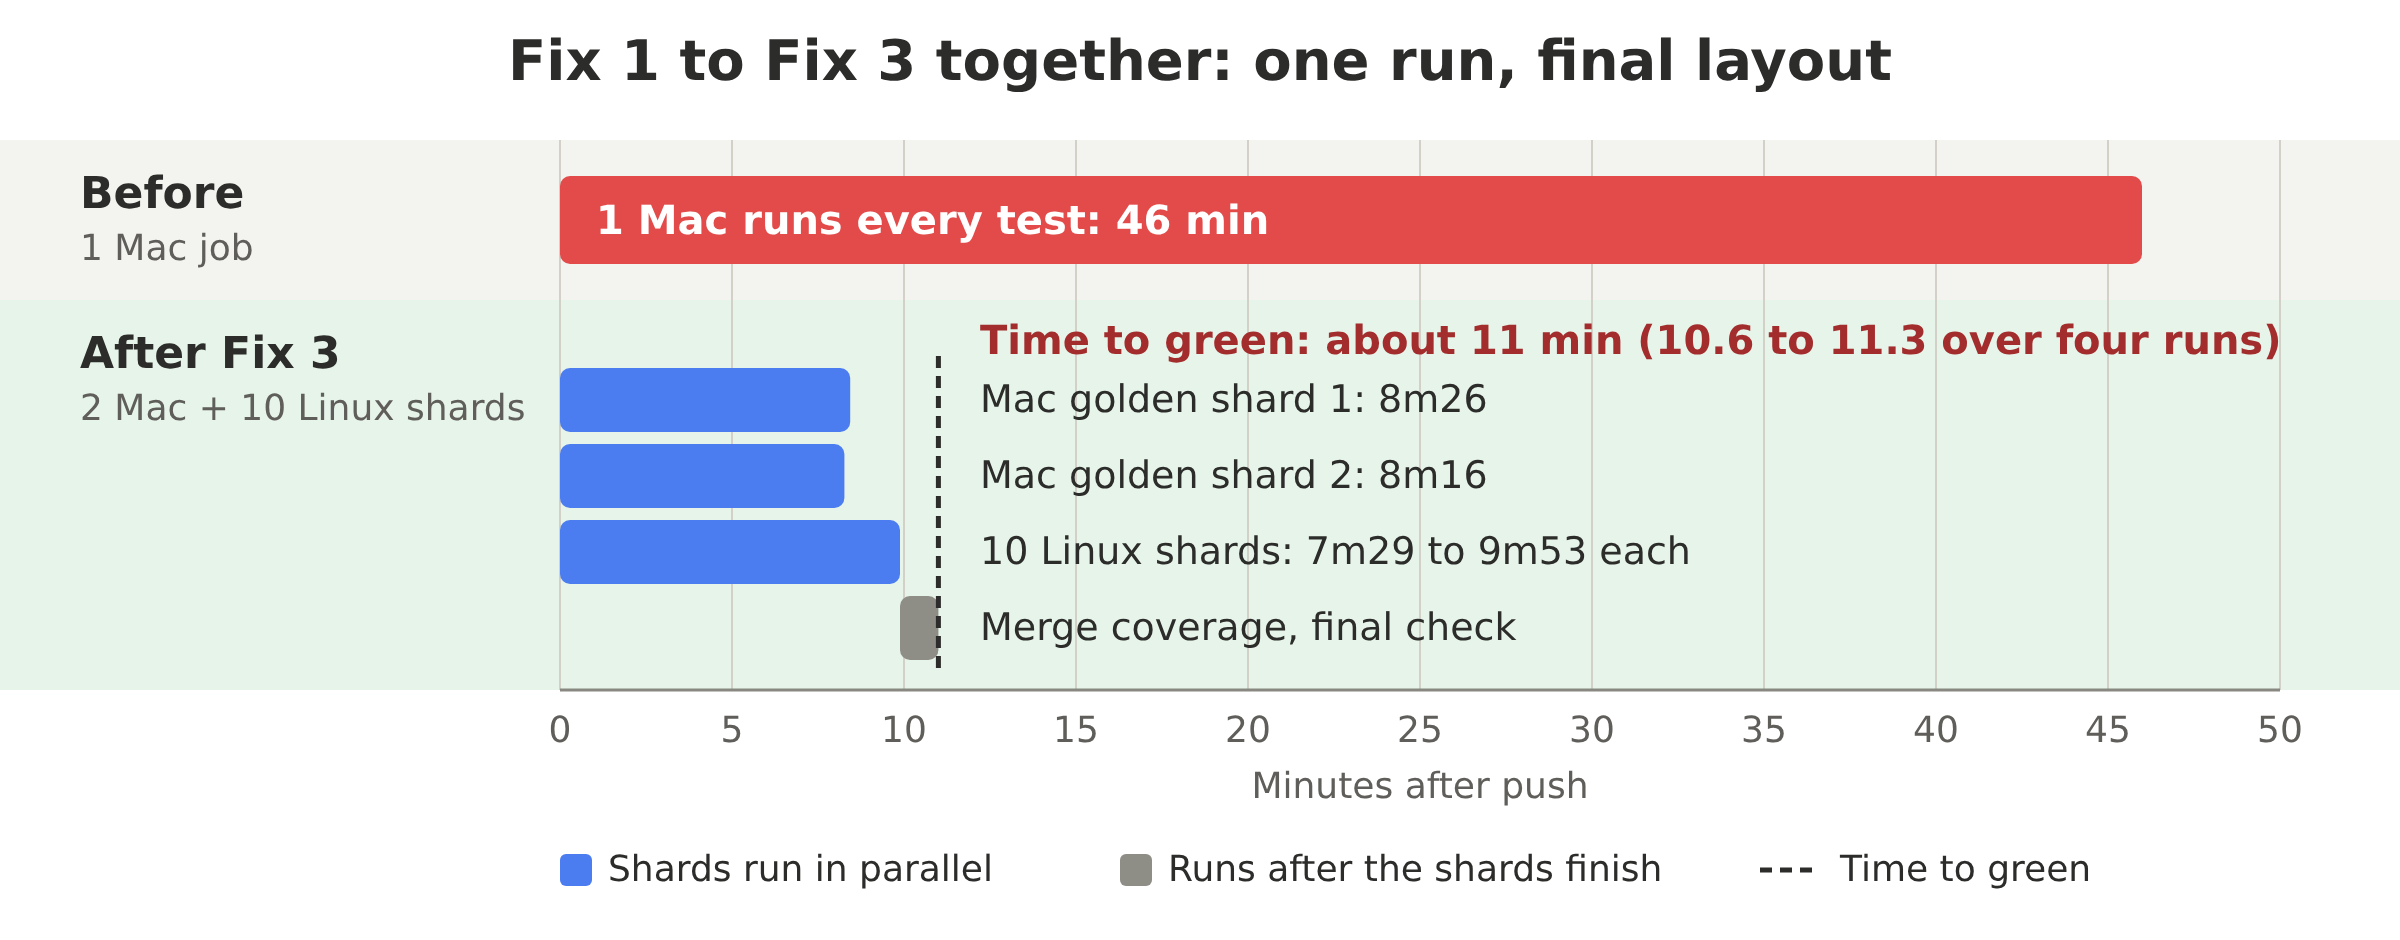 Fix 1 to Fix 3 together: one run, final layout
Before
1 Mac job
1 Mac runs every test: 46 min
After Fix 3
2 Mac + 10 Linux shards
Time to green: about 11 min (10.6 to 11.3 over four runs)
Mac golden shard 1: 8m26
Mac golden shard 2: 8m16
10 Linux shards: 7m29 to 9m53 each
Merge coverage, final check
0 5 10 15 20 25 30 35 40 45 50
Minutes after push
Shards run in parallel
Runs after the shards finish
Time to green